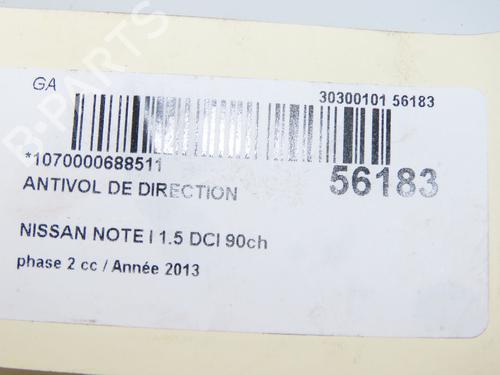 GA
30300101 56183
*1070000688511
ANTIVOL DE DIRECTION
56183
NISSAN NOTE I 1.5 DCI 90ch
phase 2 cc / Année 2013
B-PARTS